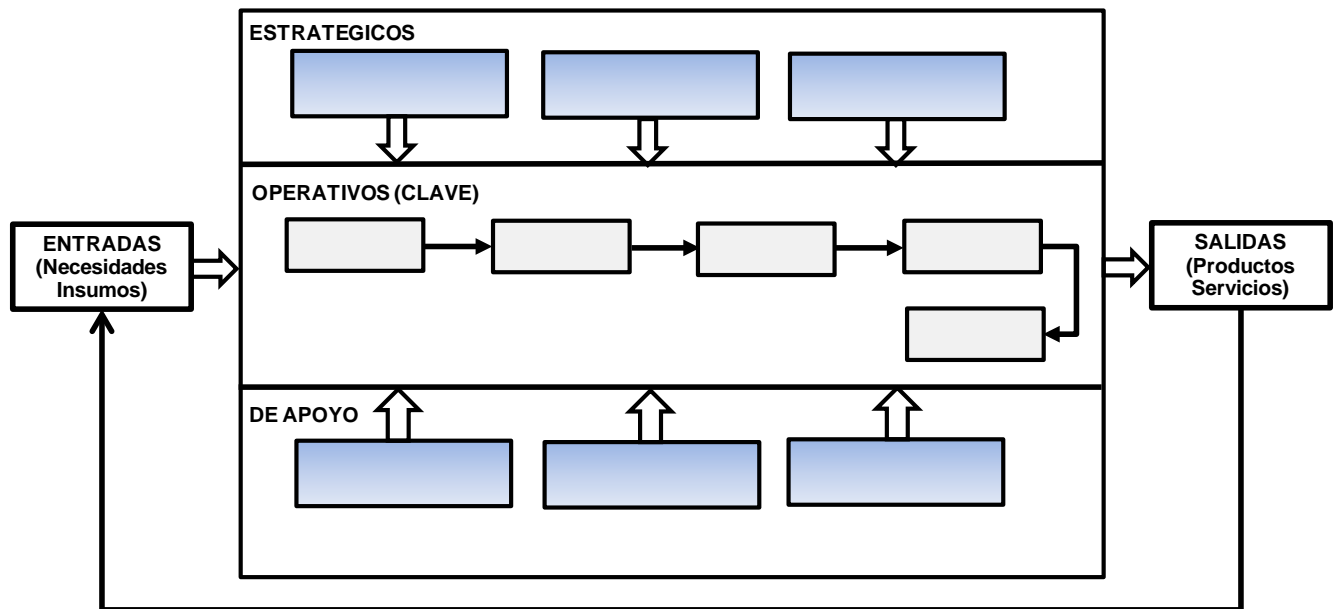 ESTRATEGICOS
OPERATIVOS (CLAVE)
ENTRADAS
(Necesidades
Insumos)
SALIDAS
(Productos
Servicios)
DE APOYO